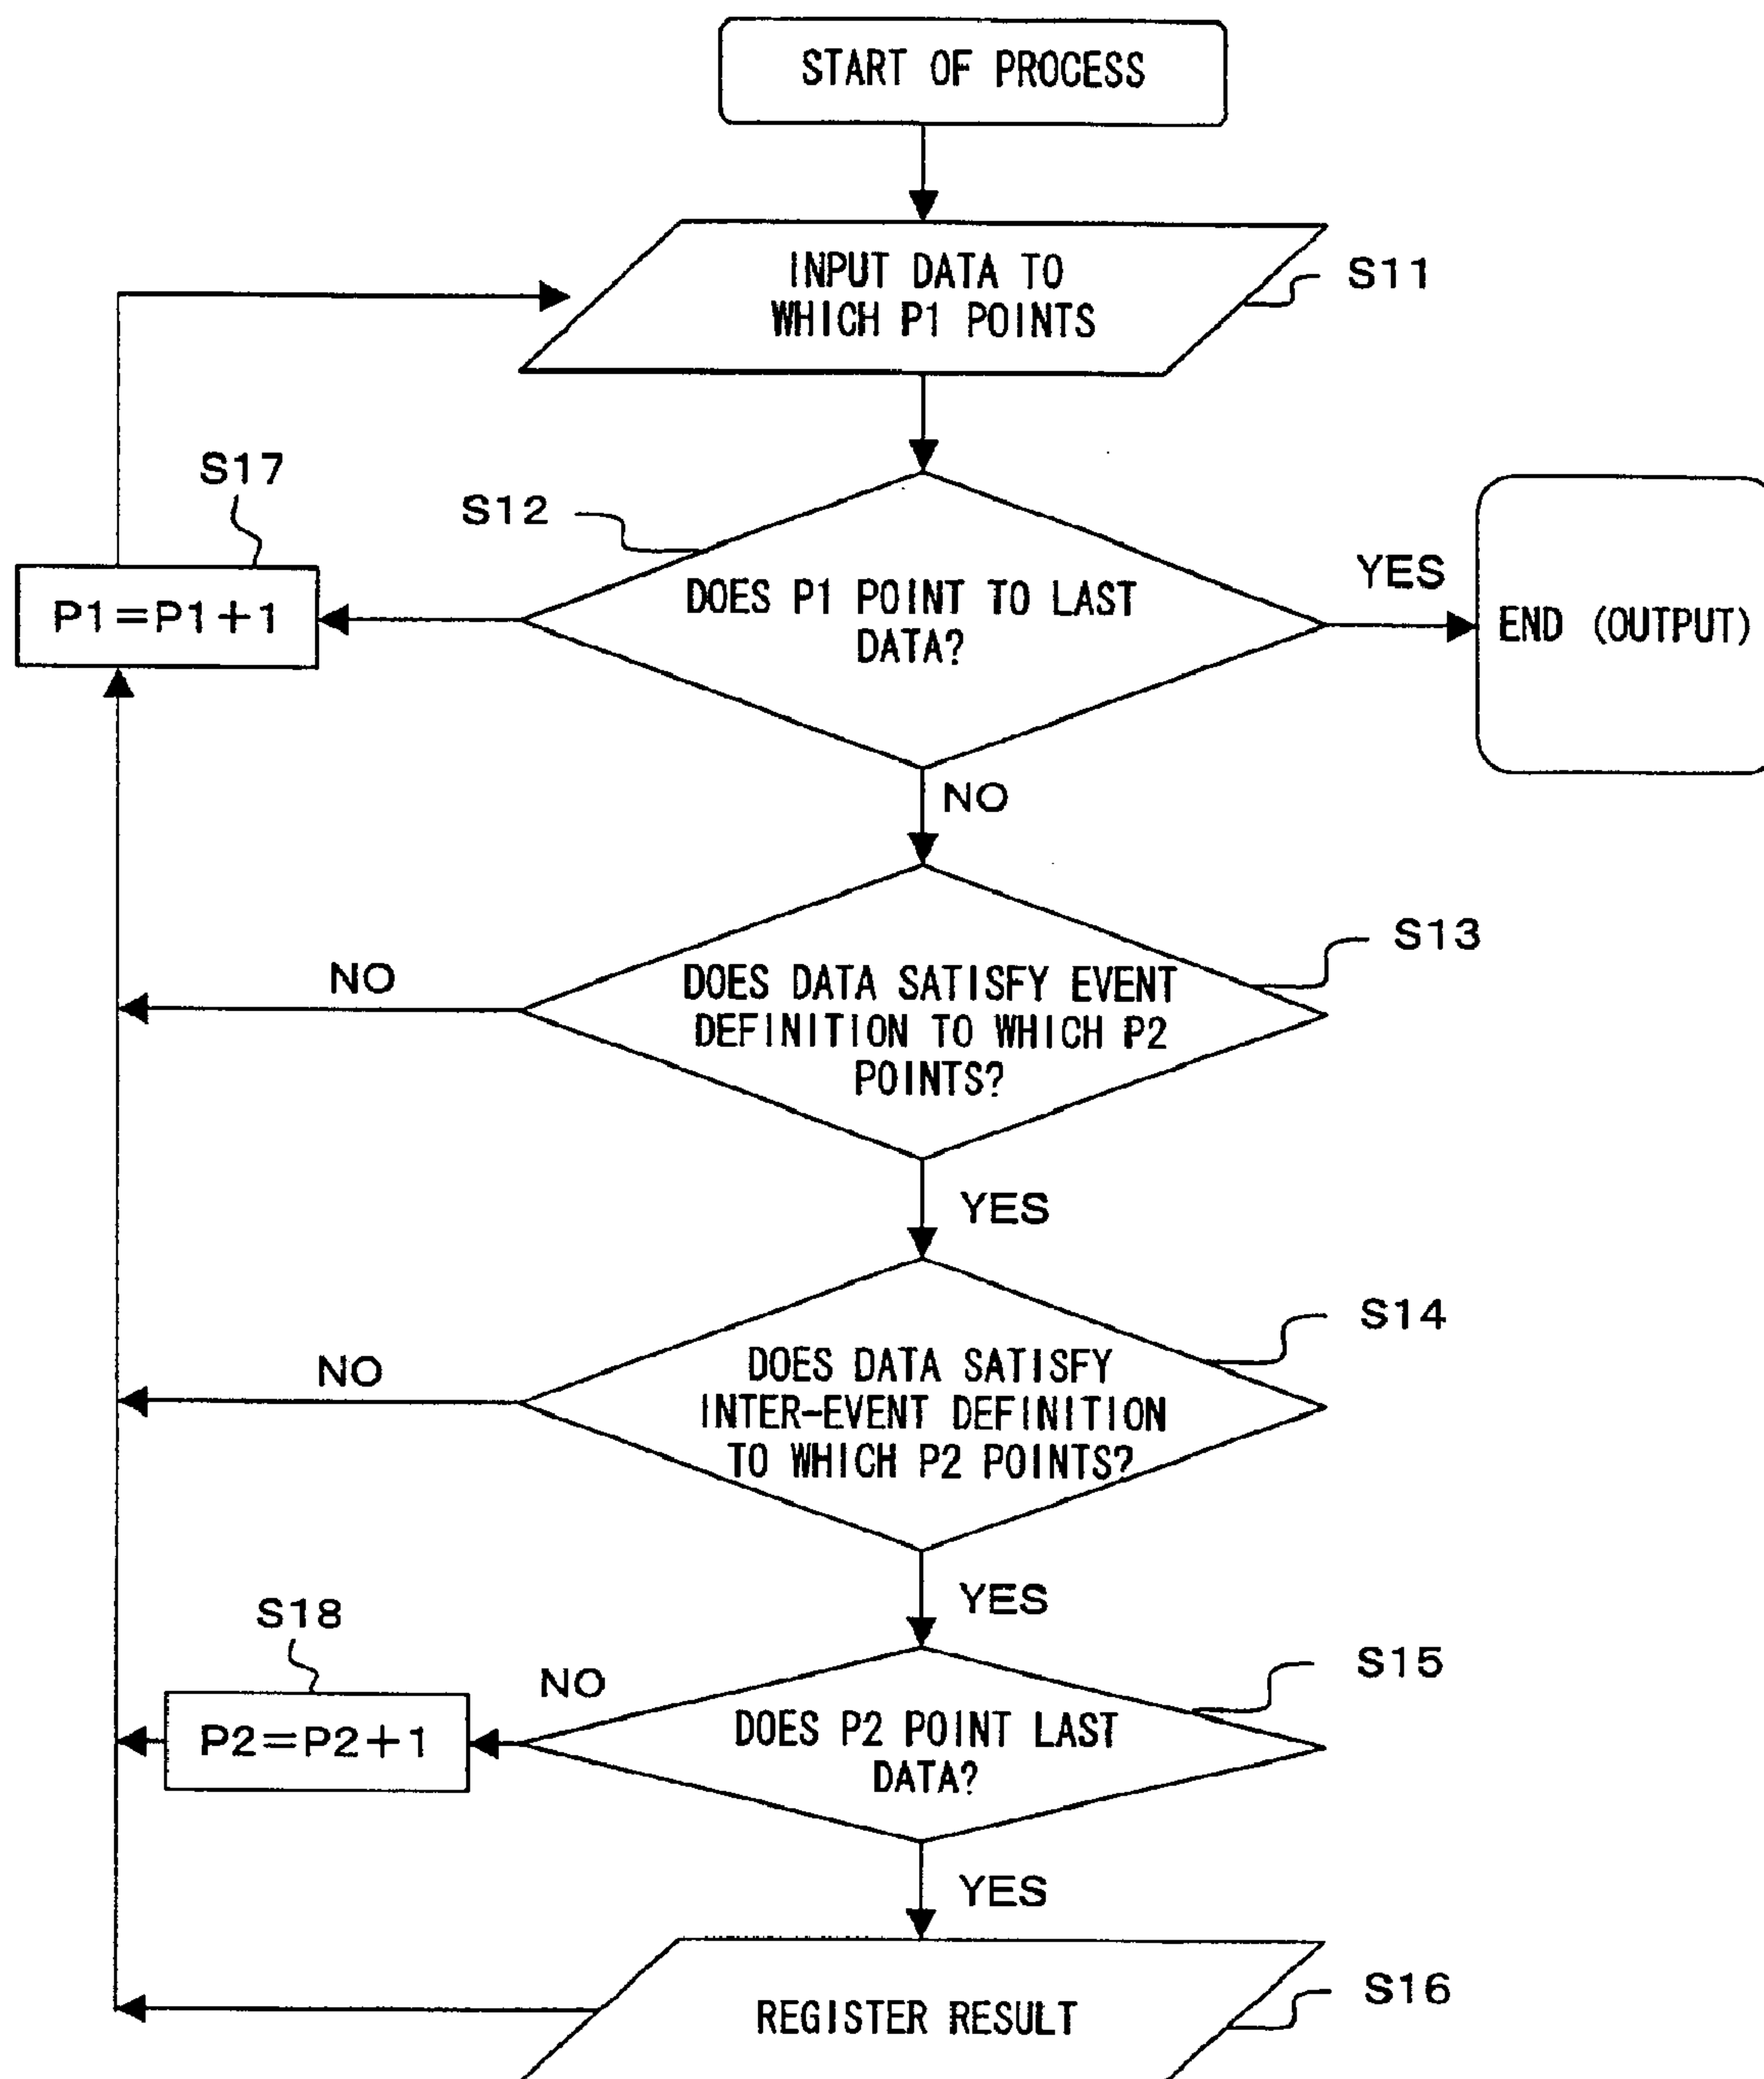 START OF PROCESS
INPUT DATA TO
WHICH P1 POINTS
S11
S17
S12
P1=P1+1
DOES P1 POINT TO LAST
DATA?
YES
END (OUTPUT)
NO
S13
NO
DOES DATA SATISFY EVENT
DEFINITION TO WHICH P2
POINTS?
YES
S14
NO
DOES DATA SATISFY
INTER-EVENT DEFINITION
TO WHICH P2 POINTS?
YES
S18
NO
S15
P2=P2+1
DOES P2 POINT LAST
DATA?
YES
REGISTER RESULT
S16